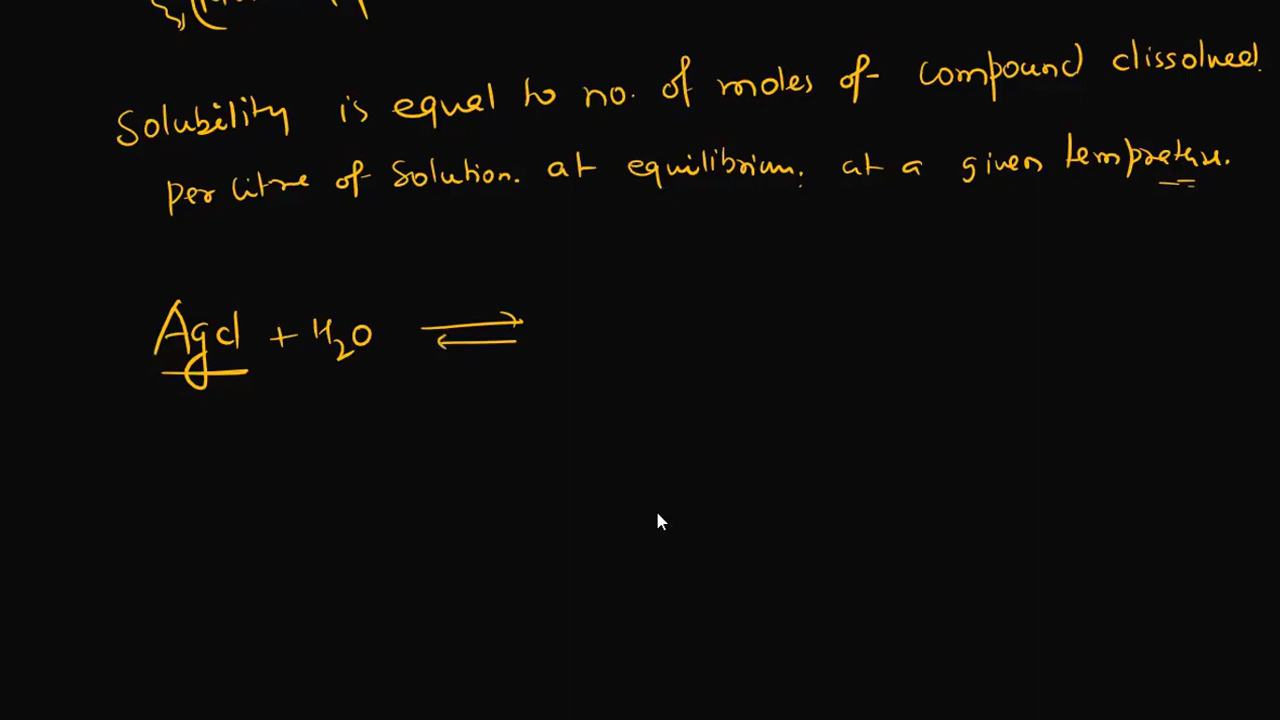 Solubility is equal to no. of moles of compound dissolved.
per litre of solution. at equilibrium. at a given temprature.
AgCl + H₂O ⇌